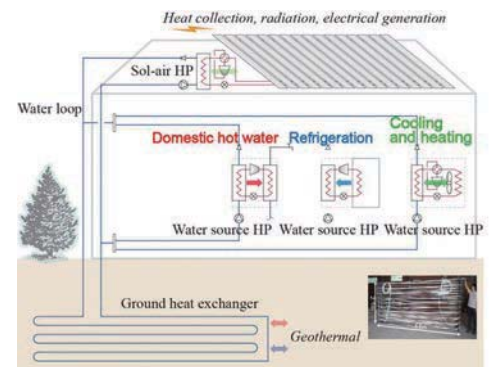 Heat collection, radiation, electrical generation
Sol-air HP
Water loop
Domestic hot water
Refrigeration
Cooling
and heating
Water source HP
Water source HP
Water source HP
Ground heat exchanger
Geothermal